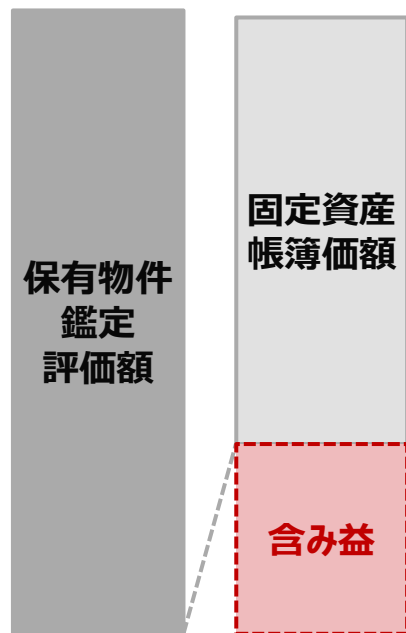 保有物件
鑑定
評価額
固定資産
帳簿価額
含み益